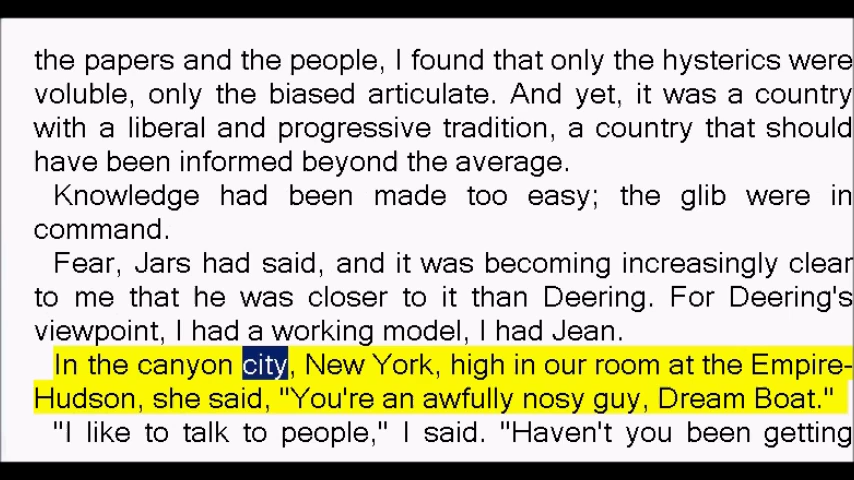 the papers and the people, I found that only the hysterics were
voluble, only the biased articulate. And yet, it was a country
with a liberal and progressive tradition, a country that should
have been informed beyond the average.
Knowledge had been made too easy; the glib were in
command.
Fear, Jars had said, and it was becoming increasingly clear
to me that he was closer to it than Deering. For Deering's
viewpoint, I had a working model, I had Jean.
In the canyon city, New York, high in our room at the Empire-
Hudson, she said, "You're an awfully nosy guy, Dream Boat."
"I like to talk to people," I said. "Haven't you been getting